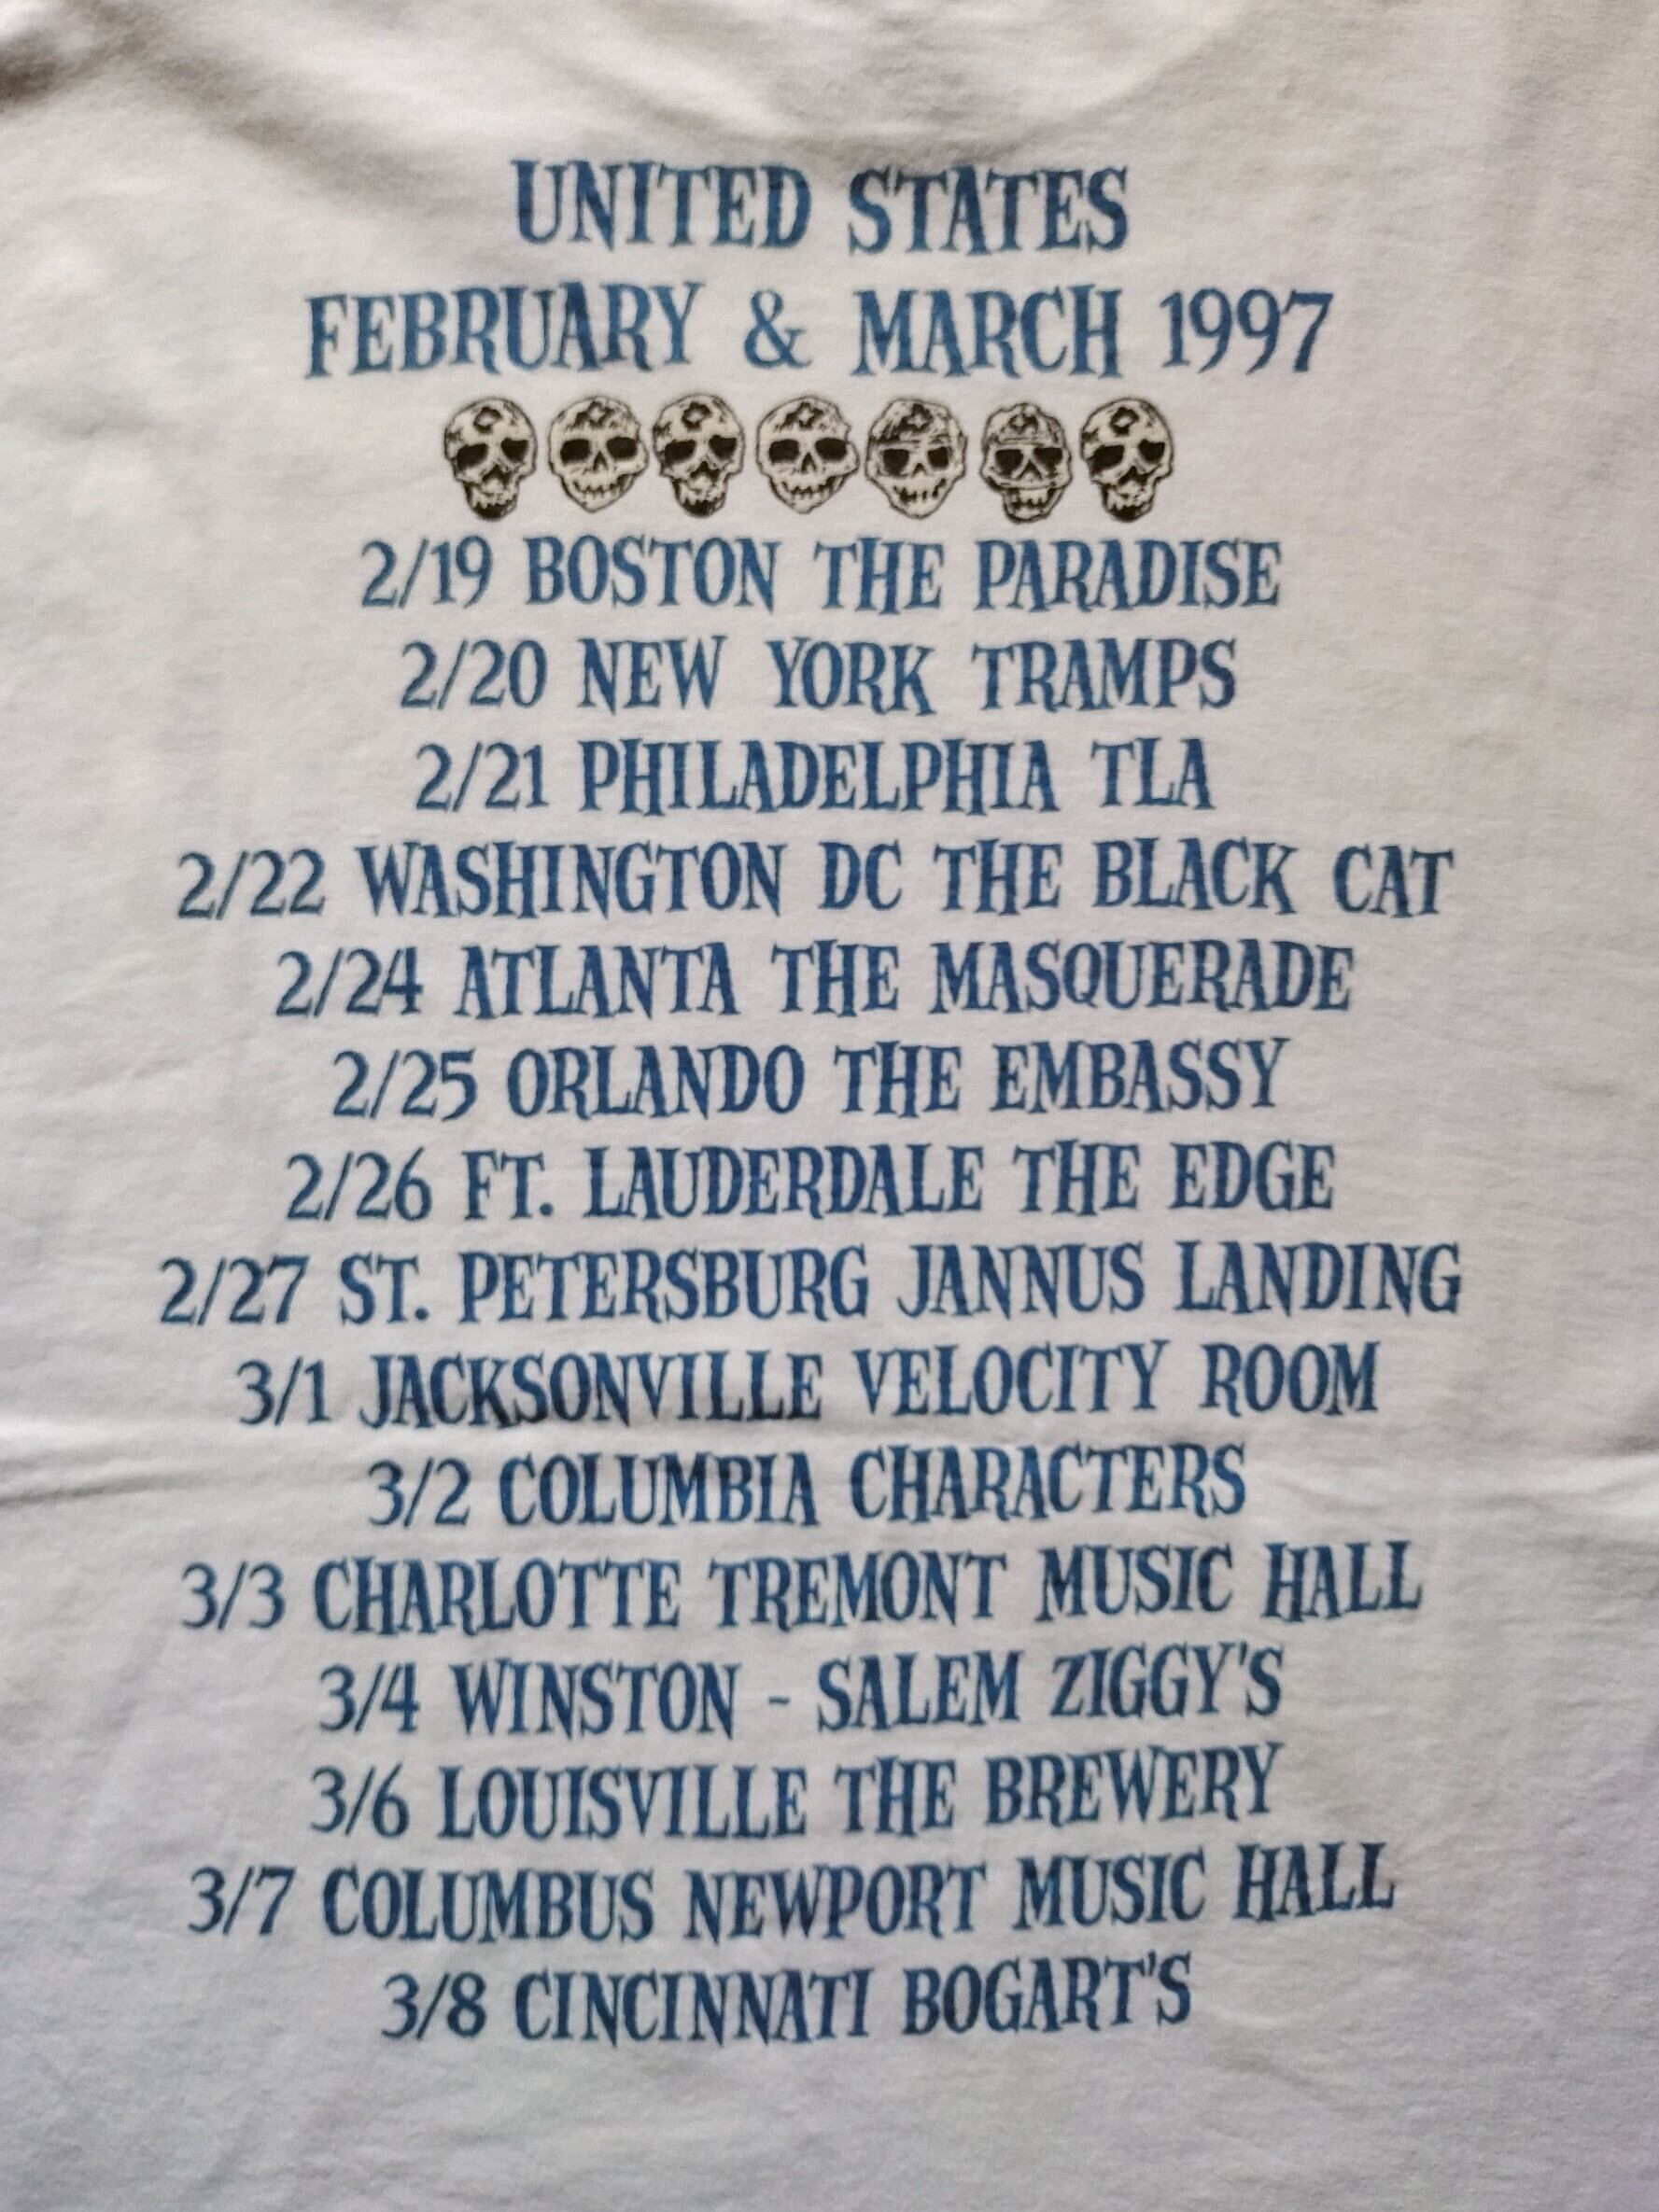 UNITED STATES
FEBRUARY & MARCH 1997
2/19 BOSTON THE PARADISE
2/20 NEW YORK TRAMPS
2/21 PHILADELPHIA TLA
2/22 WASHINGTON DC THE BLACK CAT
2/24 ATLANTA THE MASQUERADE
2/25 ORLANDO THE EMBASSY
2/26 FT. LAUDERDALE THE EDGE
2/27 ST. PETERSBURG JANNUS LANDING
3/1 JACKSONVILLE VELOCITY ROOM
3/2 COLUMBIA CHARACTERS
3/3 CHARLOTTE TREMONT MUSIC HALL
3/4 WINSTON - SALEM ZIGGY'S
3/6 LOUISVILLE THE BREWERY
3/7 COLUMBUS NEWPORT MUSIC HALL
3/8 CINCINNATI BOGART'S